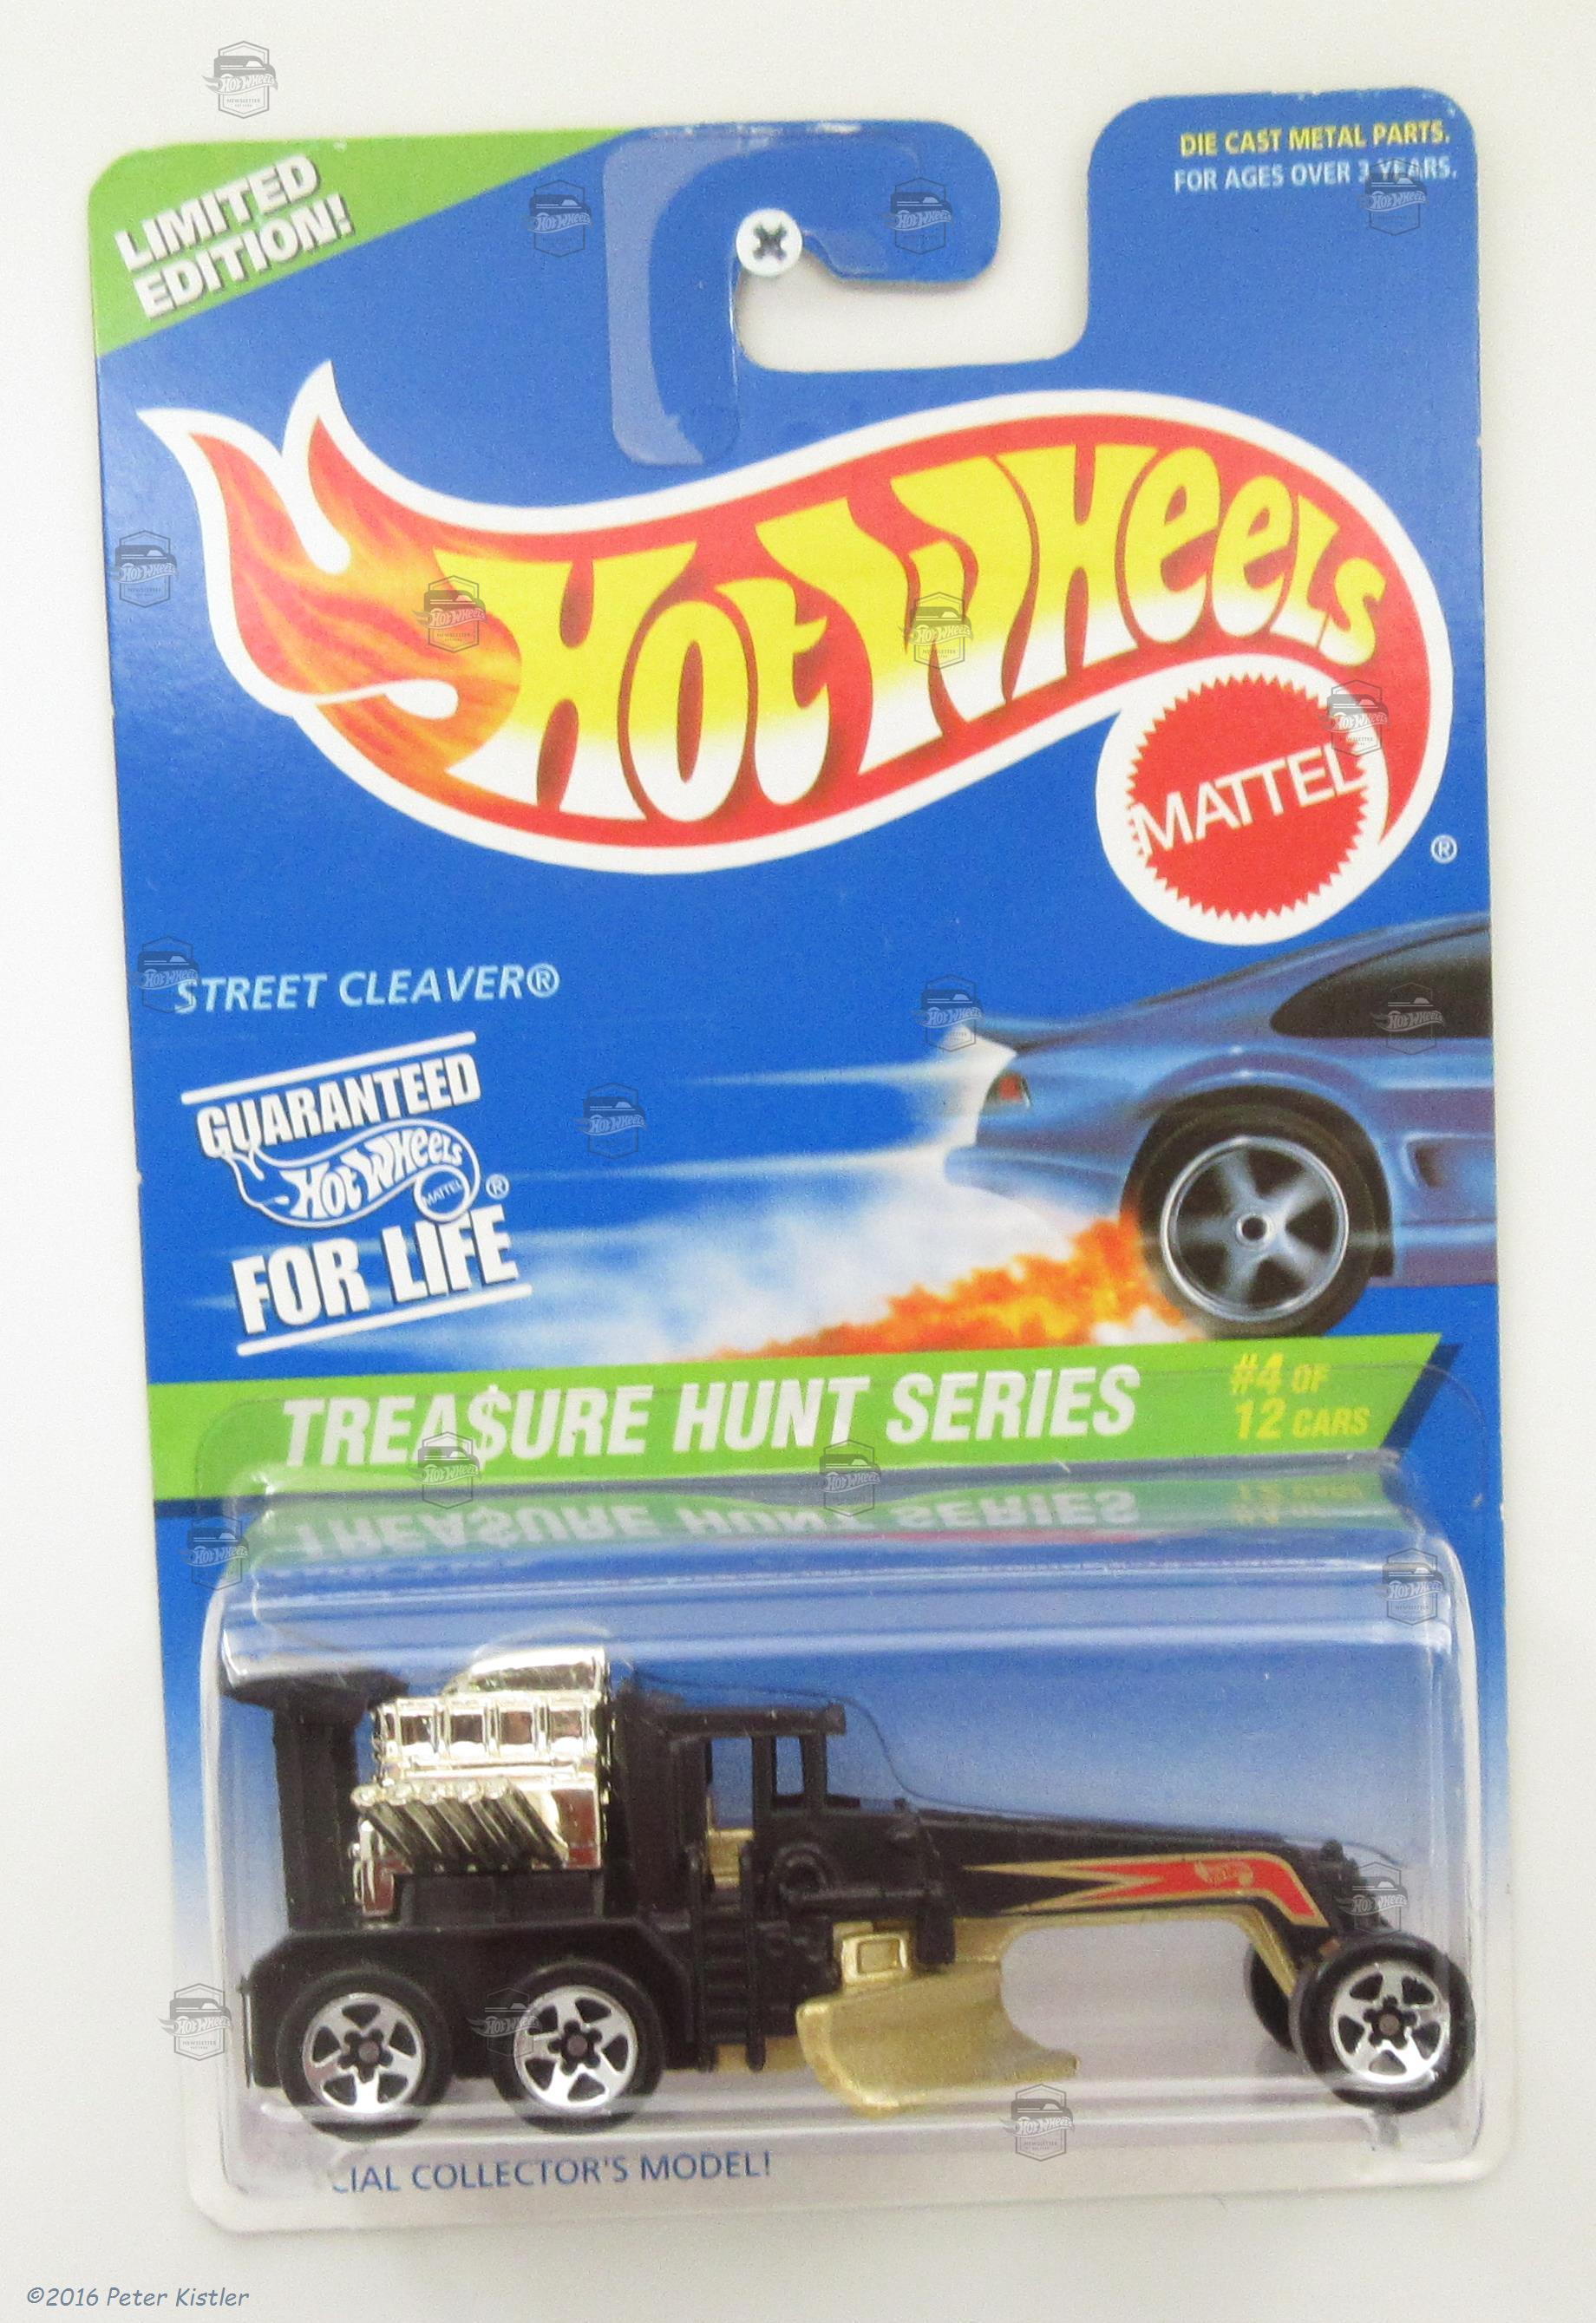 LIMITED
EDITION!
DIE CAST METAL PARTS.
FOR AGES OVER 3 YEARS.
Hot Wheels
MATTEL
®
STREET CLEAVER®
GUARANTEED
Hot Wheels
MATTEL ®
FOR LIFE
TREA$URE HUNT SERIES
#4 OF
12 CARS
CIAL COLLECTOR'S MODEL!
©2016 Peter Kistler